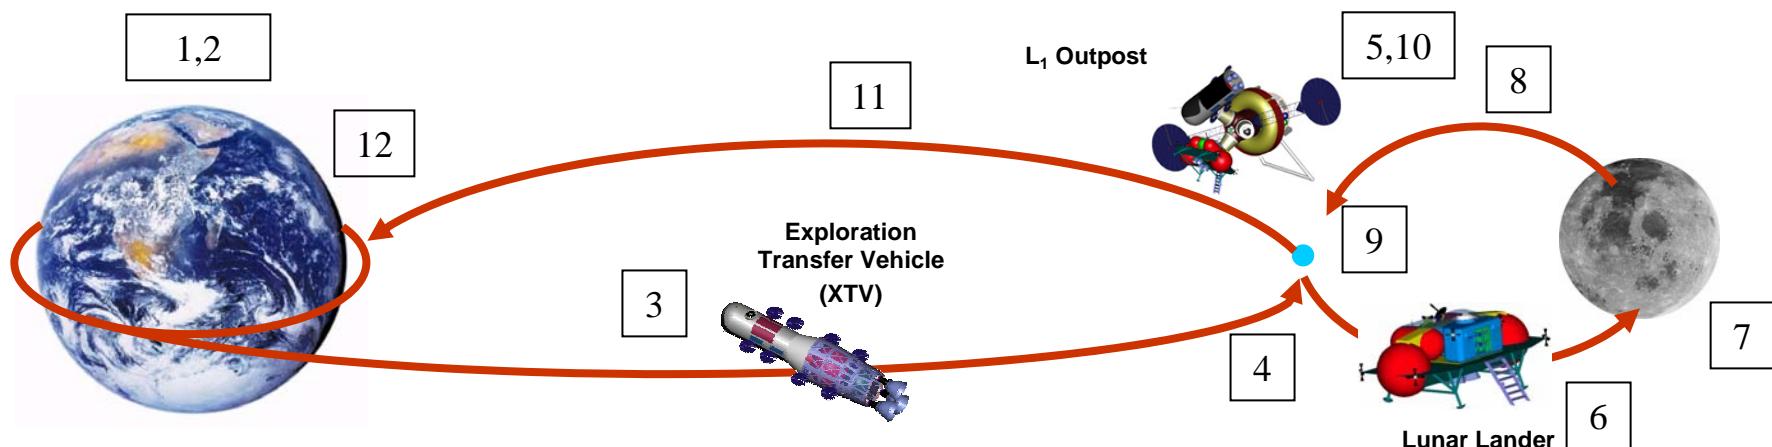 1,2
12
11
L₁ Outpost
5,10
8
Exploration
Transfer Vehicle
(XTV)
3
9
4
7
6
Lunar Lander